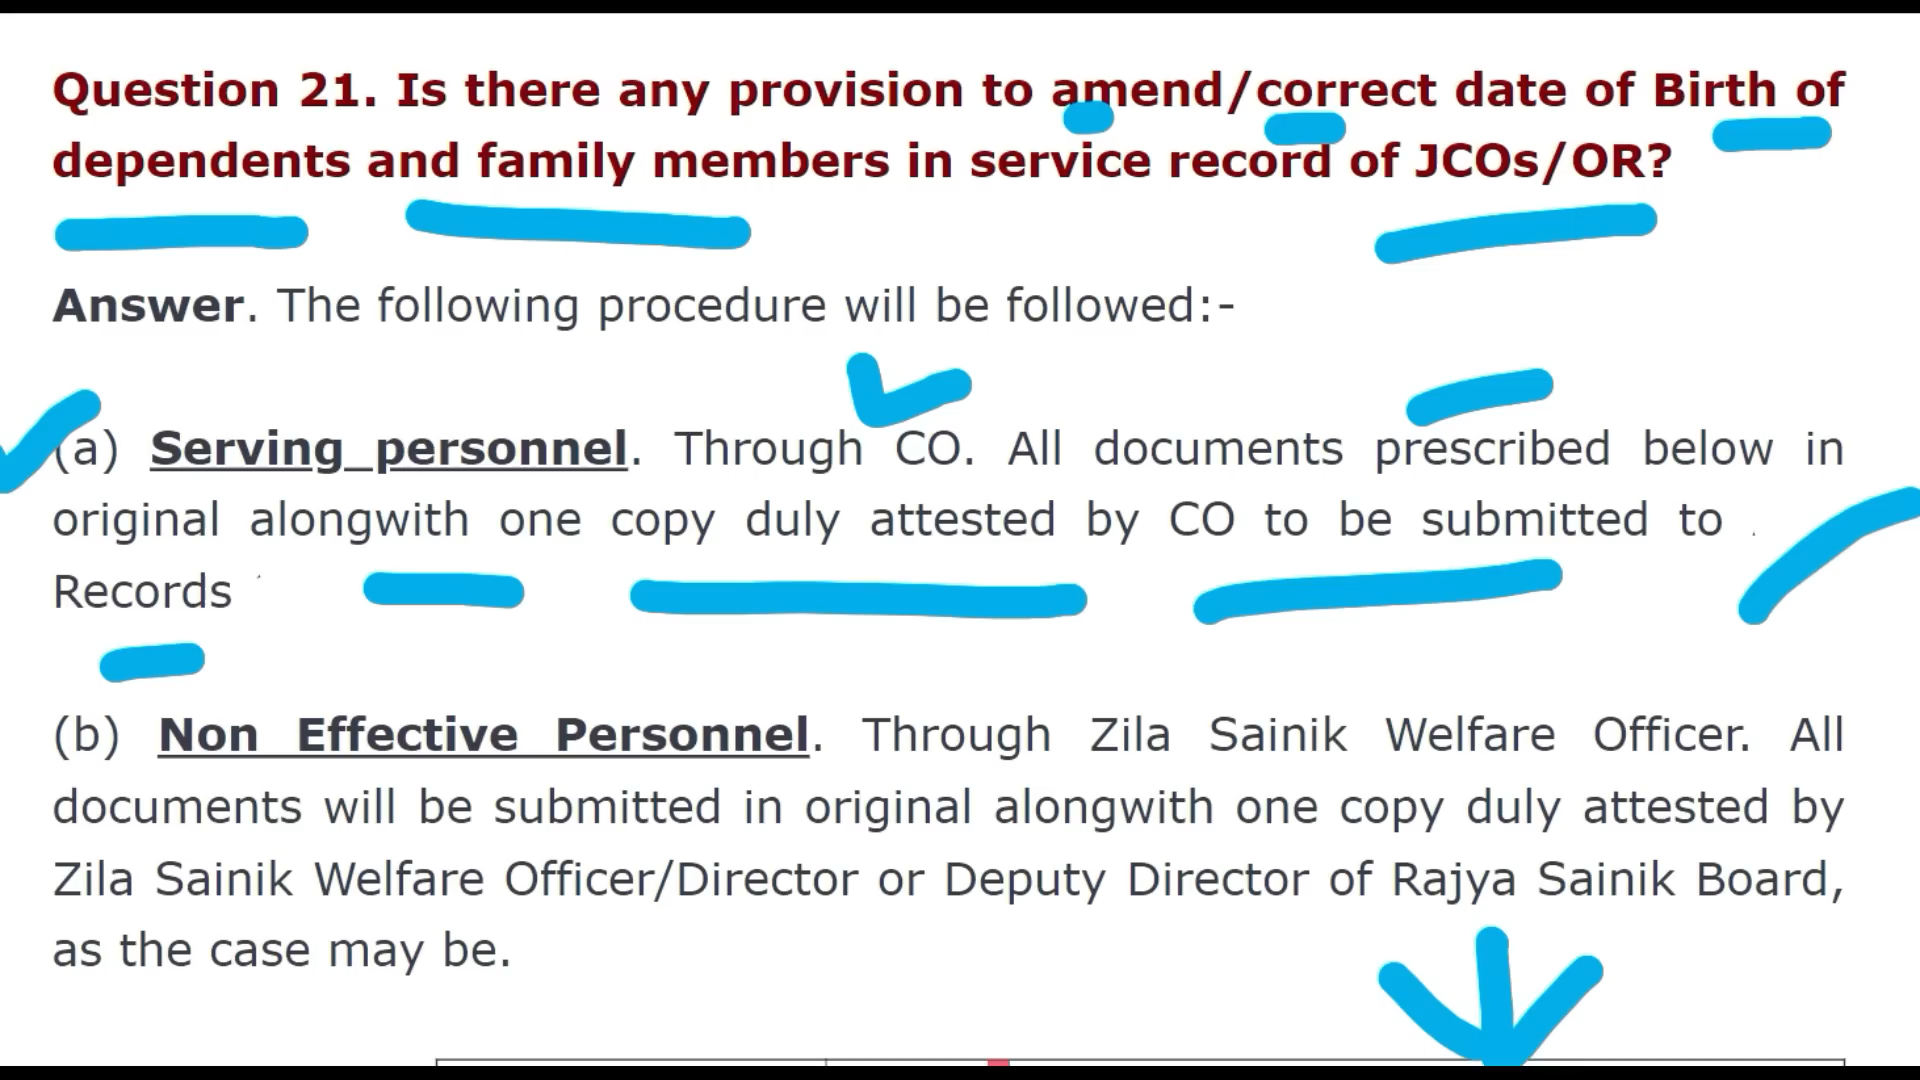 Question 21. Is there any provision to amend/correct date of Birth of
dependents and family members in service record of JCOs/OR?
Answer. The following procedure will be followed:-
(a) Serving personnel. Through CO. All documents prescribed below in
original alongwith one copy duly attested by CO to be submitted to
Records
(b) Non Effective Personnel. Through Zila Sainik Welfare Officer. All
documents will be submitted in original alongwith one copy duly attested by
Zila Sainik Welfare Officer/Director or Deputy Director of Rajya Sainik Board,
as the case may be.